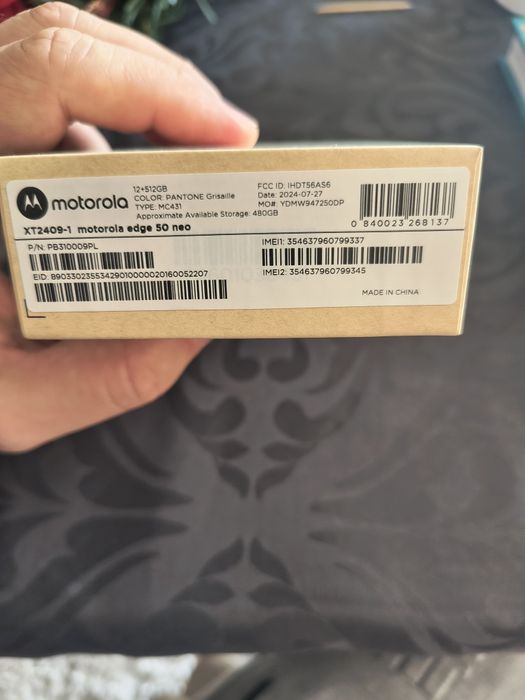 motorola
12+512GB
COLOR: PANTONE Grisaille
TYPE: MC431
Approximate Available Storage: 480GB
FCC ID: IHDT56AS6
Date: 2024-07-27
MO#: YDMW947250DP
0 840023 268137
XT2409-1 motorola edge 50 neo
P/N: PB310009PL
EID: 89033023553429010000020160052207
IMEI1: 354637960799337
IMEI2: 354637960799345
MADE IN CHINA